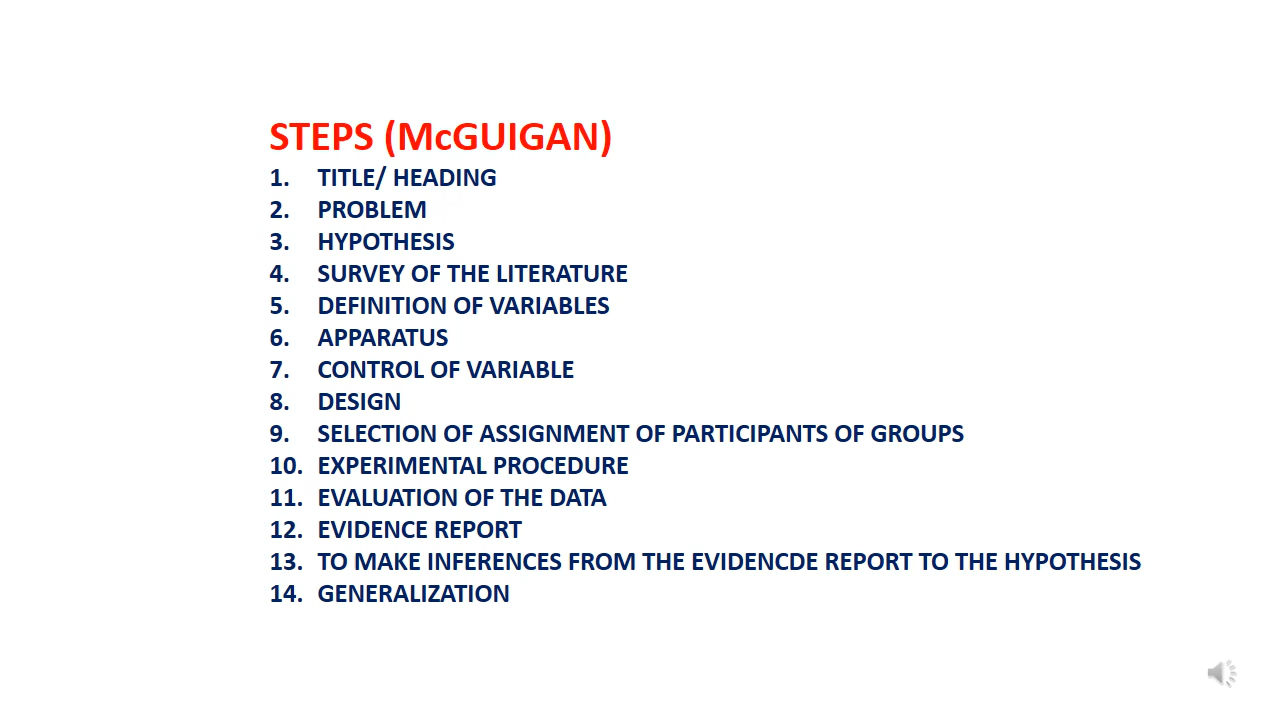 STEPS (McGUIGAN)
1. TITLE/ HEADING
2. PROBLEM
3. HYPOTHESIS
4. SURVEY OF THE LITERATURE
5. DEFINITION OF VARIABLES
6. APPARATUS
7. CONTROL OF VARIABLE
8. DESIGN
9. SELECTION OF ASSIGNMENT OF PARTICIPANTS OF GROUPS
10. EXPERIMENTAL PROCEDURE
11. EVALUATION OF THE DATA
12. EVIDENCE REPORT
13. TO MAKE INFERENCES FROM THE EVIDENCDE REPORT TO THE HYPOTHESIS
14. GENERALIZATION